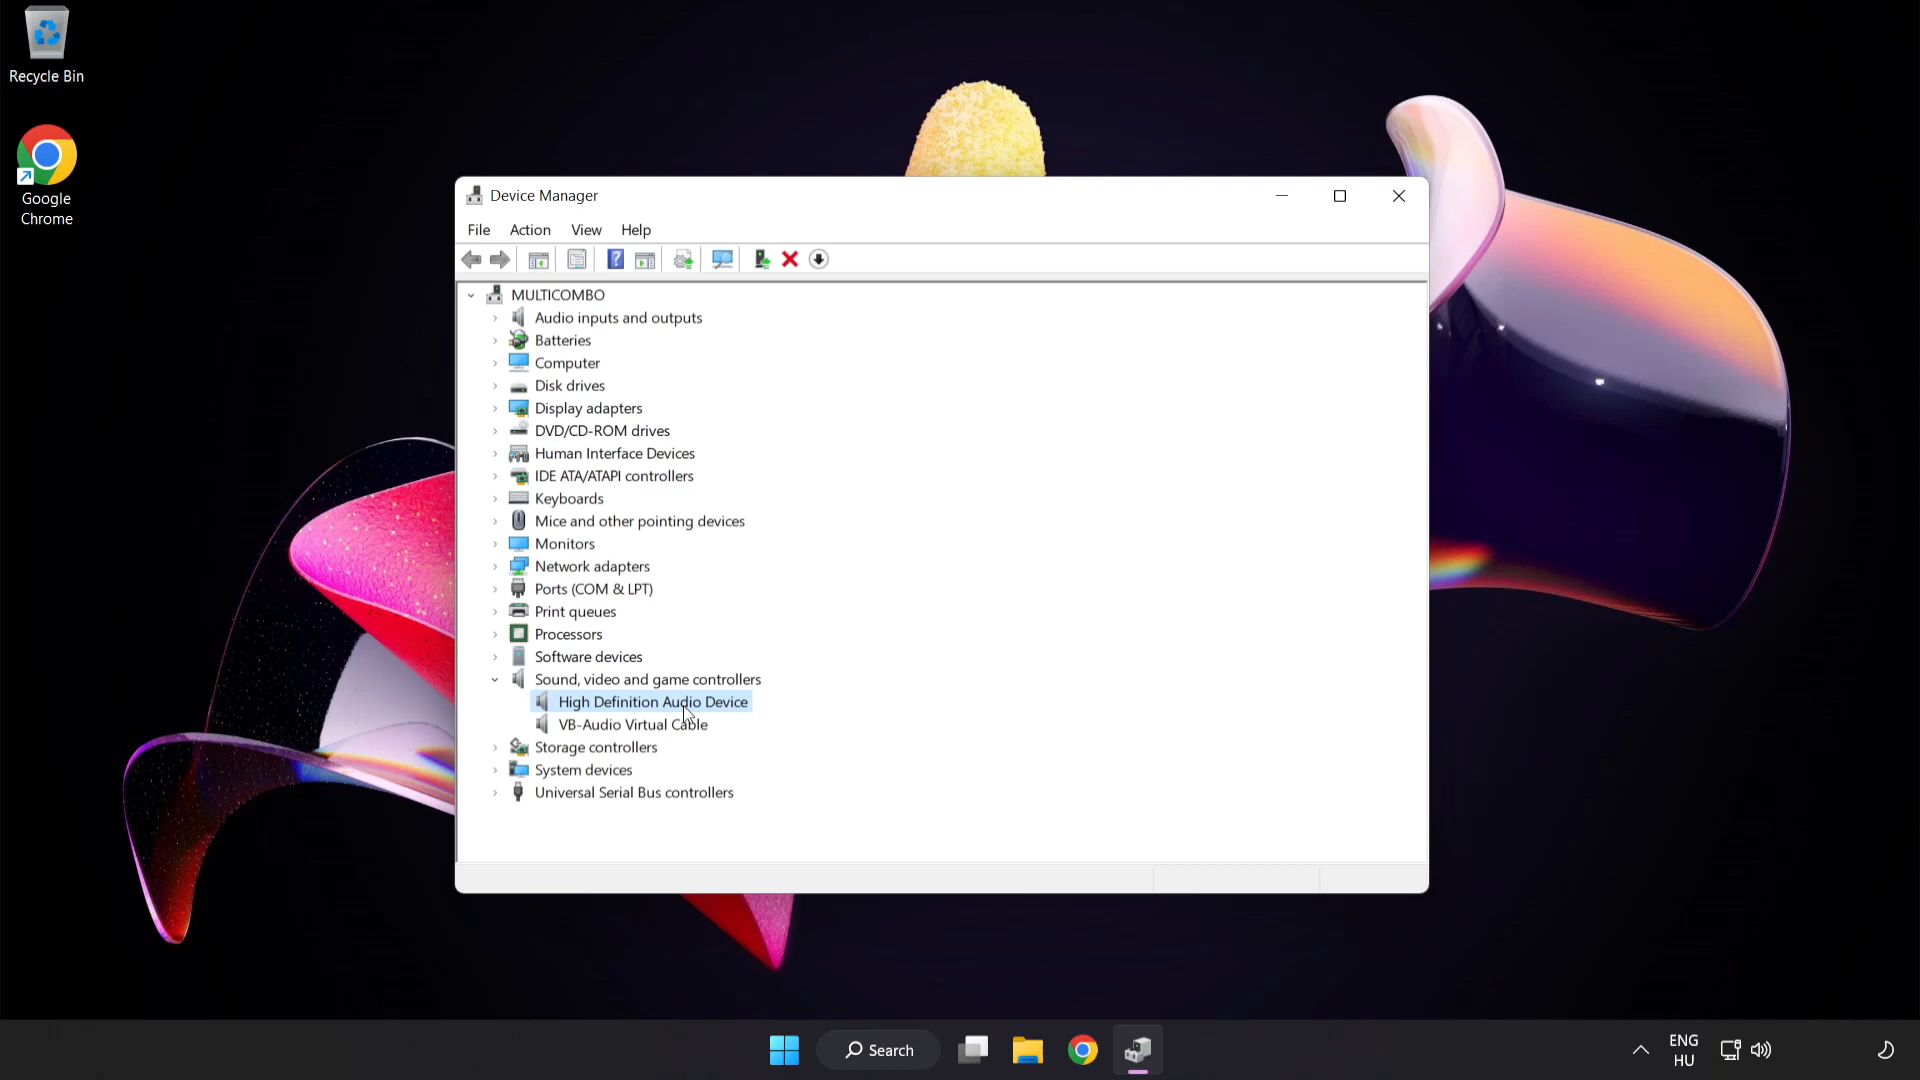 Recycle Bin
Google
Chrome
Device Manager
File Action View Help
MULTICOMBO
Audio inputs and outputs
Batteries
Computer
Disk drives
Display adapters
DVD/CD-ROM drives
Human Interface Devices
IDE ATA/ATAPI controllers
Keyboards
Mice and other pointing devices
Monitors
Network adapters
Ports (COM & LPT)
Print queues
Processors
Software devices
Sound, video and game controllers
High Definition Audio Device
VB-Audio Virtual Cable
Storage controllers
System devices
Universal Serial Bus controllers
Search
ENG
HU